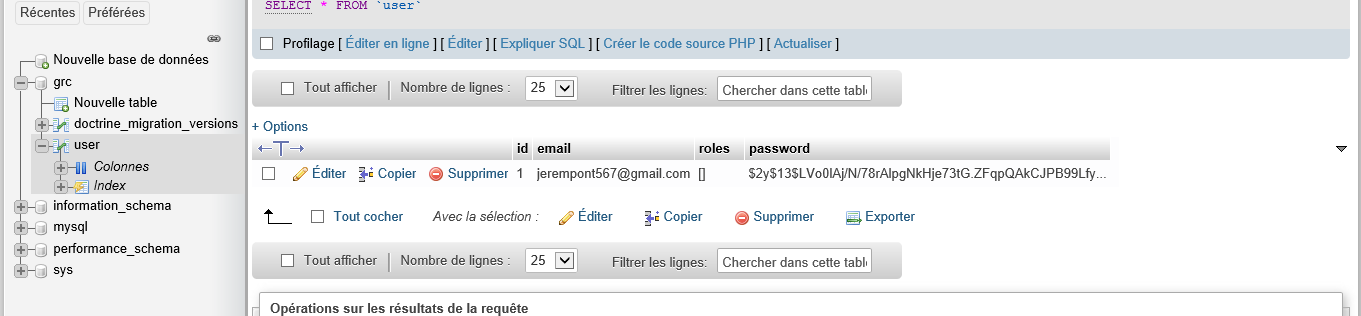 Récentes Préférées
SELECT * FROM `user`
Profilage [ Éditer en ligne ] [ Éditer ] [ Expliquer SQL ] [ Créer le code source PHP ] [ Actualiser ]
Nouvelle base de données
grc
Nouvelle table
doctrine_migration_versions
user
Colonnes
Index
information_schema
mysql
performance_schema
sys
Tout afficher Nombre de lignes : 25 Filtrer les lignes: Chercher dans cette tabl
+ Options
id email roles password
Éditer Copier Supprimer 1 jerempont567@gmail.com [] $2y$13$LVo0lAj/N/78rAlpgNkHje73tG.ZFqpQAkCJPB99Lfy...
Tout cocher Avec la sélection : Éditer Copier Supprimer Exporter
Tout afficher Nombre de lignes : 25 Filtrer les lignes: Chercher dans cette tabl
Opérations sur les résultats de la requête